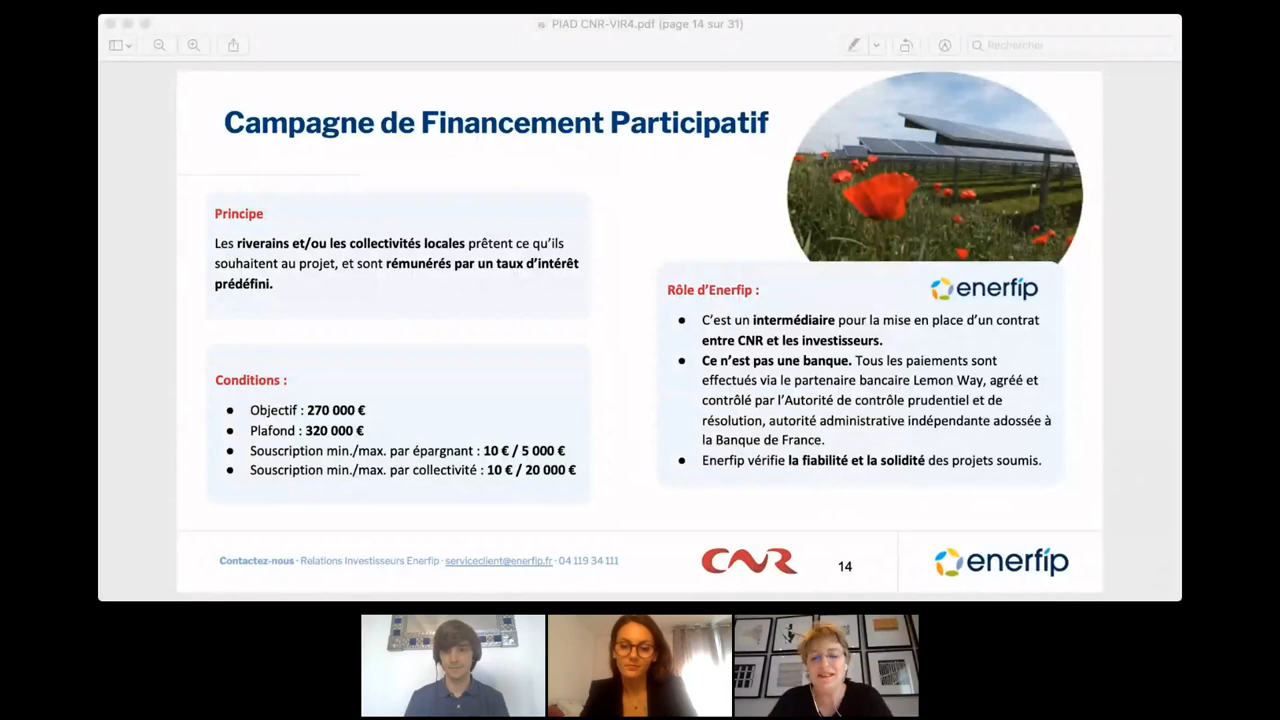 PIAD CNR-VIR4.pdf (page 14 sur 31)
Rechercher
Campagne de Financement Participatif
Principe
Les riverains et/ou les collectivités locales prêtent ce qu'ils
souhaitent au projet, et sont rémunérés par un taux d'intérêt
prédéfini.
Conditions :
● Objectif : 270 000 €
● Plafond : 320 000 €
● Souscription min./max. par épargnant : 10 € / 5 000 €
● Souscription min./max. par collectivité : 10 € / 20 000 €
enerfip
Rôle d'Enerfip :
● C'est un intermédiaire pour la mise en place d'un contrat
entre CNR et les investisseurs.
● Ce n'est pas une banque. Tous les paiements sont
effectués via le partenaire bancaire Lemon Way, agréé et
contrôlé par l'Autorité de contrôle prudentiel et de
résolution, autorité administrative indépendante adossée à
la Banque de France.
● Enerfip vérifie la fiabilité et la solidité des projets soumis.
Contactez-nous · Relations Investisseurs Enerfip · serviceclient@enerfip.fr · 04 119 34 111
CNR
14
enerfip